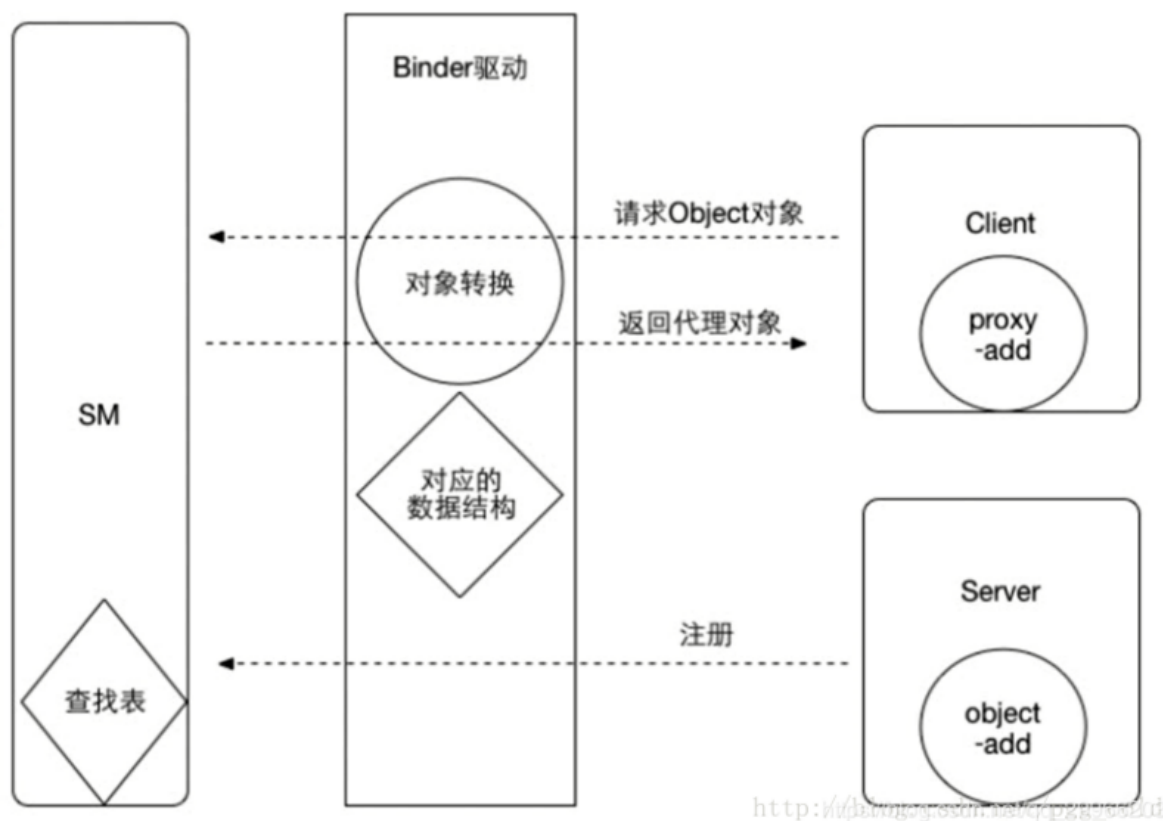 Binder驱动
请求Object对象
Client
对象转换
proxy
-add
返回代理对象
SM
对应的
数据结构
Server
注册
查找表
object
-add